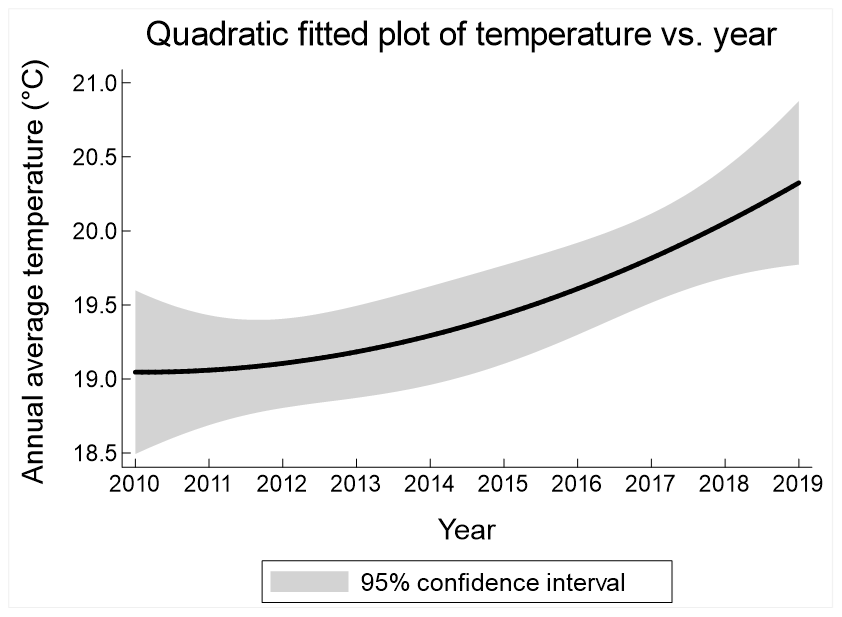 Quadratic fitted plot of temperature vs. year
Annual average temperature (°C)
21.0
20.5
20.0
19.5
19.0
18.5
2010 2011 2012 2013 2014 2015 2016 2017 2018 2019
Year
95% confidence interval